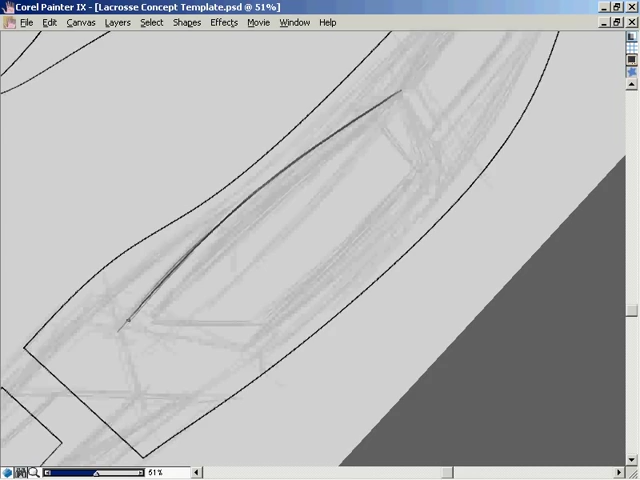 Corel Painter IX - [Lacrosse Concept Template.psd @ 51%]
File Edit Canvas Layers Select Shapes Effects Movie Window Help
51%